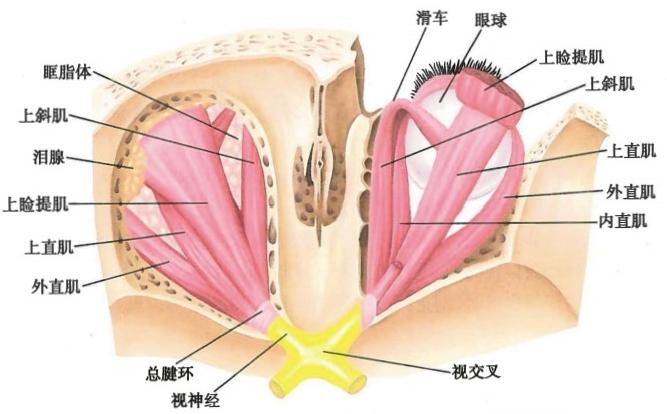 滑车
眼球
上睑提肌
眶脂体
上斜肌
上斜肌
泪腺
上直肌
外直肌
上睑提肌
内直肌
上直肌
外直肌
总腱环
视交叉
视神经